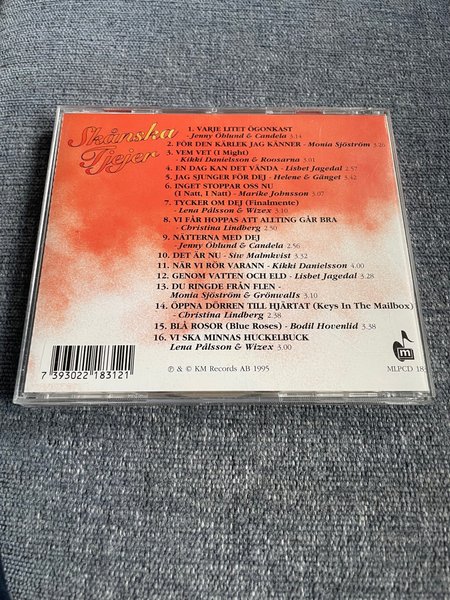 Skånska
Tjejer
1. VARJE LITET ÖGONKAST
- Jenny Öhlund & Candela 3.14
2. FÖR DEN KÄRLEK JAG KÄNNER - Monia Sjöström 3.26
3. VEM VET (I Might)
- Kikki Danielsson & Roosarna 3.01
4. EN DAG KAN DET VÄNDA - Lisbet Jagedal 2.51
5. JAG SJUNGER FÖR DEJ - Helene & Gänget 3.42
6. INGET STOPPAR OSS NU
(I Natt, I Natt) - Marike Johnsson 3.07
7. TYCKER OM DEJ (Finalmente)
- Lena Pålsson & Wizex 3.10
8. VI FÅR HOPPAS ATT ALLTING GÅR BRA
- Christina Lindberg 2.50
9. NÄTTERNA MED DEJ
- Jenny Öhlund & Candela 2.56
10. DET ÄR NU - Siw Malmkvist 3.32
11. NÄR VI RÖR VARANN - Kikki Danielsson 4.00
12. GENOM VATTEN OCH ELD - Lisbet Jagedal 3.28
13. DU RINGDE FRÅN FLEN -
Monia Sjöström & Grönwalls 3.10
14. ÖPPNA DÖRREN TILL HJÄRTAT (Keys In The Mailbox)
- Christina Lindberg 2.30
15. BLÅ ROSOR (Blue Roses) - Bodil Hovenlid 3.38
16. VI SKA MINNAS HUCKELBUCK
Lena Pålsson & Wizex 3.00
7 393022 183121
℗ & © KM Records AB 1995
m
MLPCD 18